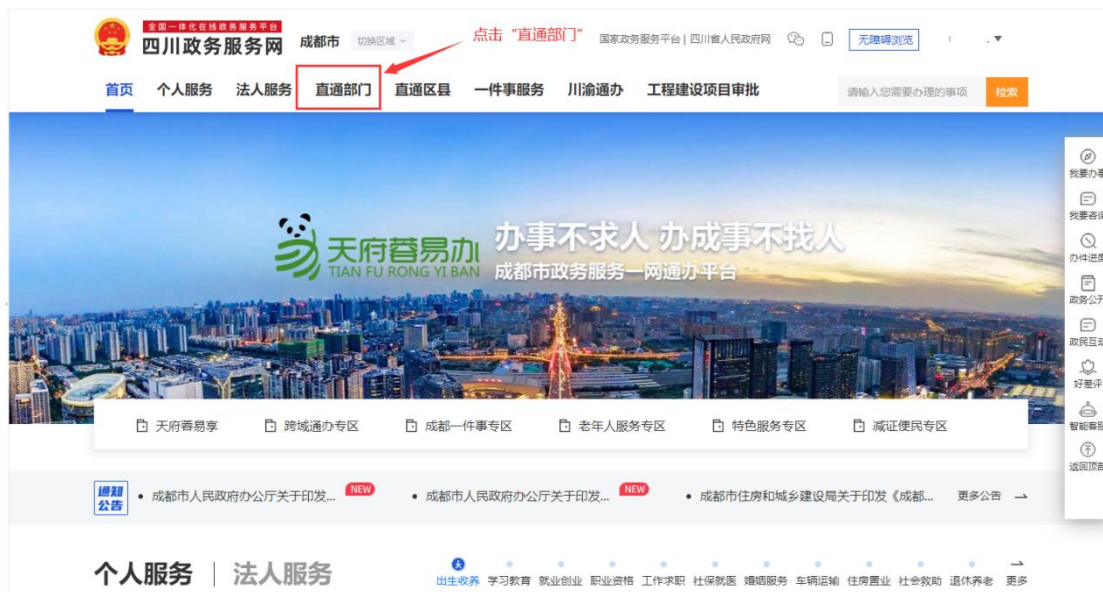 全国一体化在线政务服务平台
四川政务服务网 成都市 切换区域
点击“直通部门”
国家政务服务平台 | 四川省人民政府网 无障碍浏览
首页 个人服务 法人服务 直通部门 直通区县 一件事服务 川渝通办 工程建设项目审批 请输入您需要办理的事项 检索
天府蓉易办
TIAN FU RONG YI BAN
办事不求人 办成事不找人
成都市政务服务一网通办平台
我要办事
我要咨询
办件进度
政务公开
政民互动
好差评
智能客服
返回顶部
天府蓉易享 跨域通办专区 成都一件事专区 老年人服务专区 特色服务专区 减证便民专区
通知公告
成都市人民政府办公厅关于印发... NEW 成都市人民政府办公厅关于印发... NEW 成都市住房和城乡建设局关于印发《成都... 更多公告
个人服务 | 法人服务
出生收养 学习教育 就业创业 职业资格 工作求职 社保就医 婚姻服务 车辆运输 住房置业 社会救助 退休养老 更多